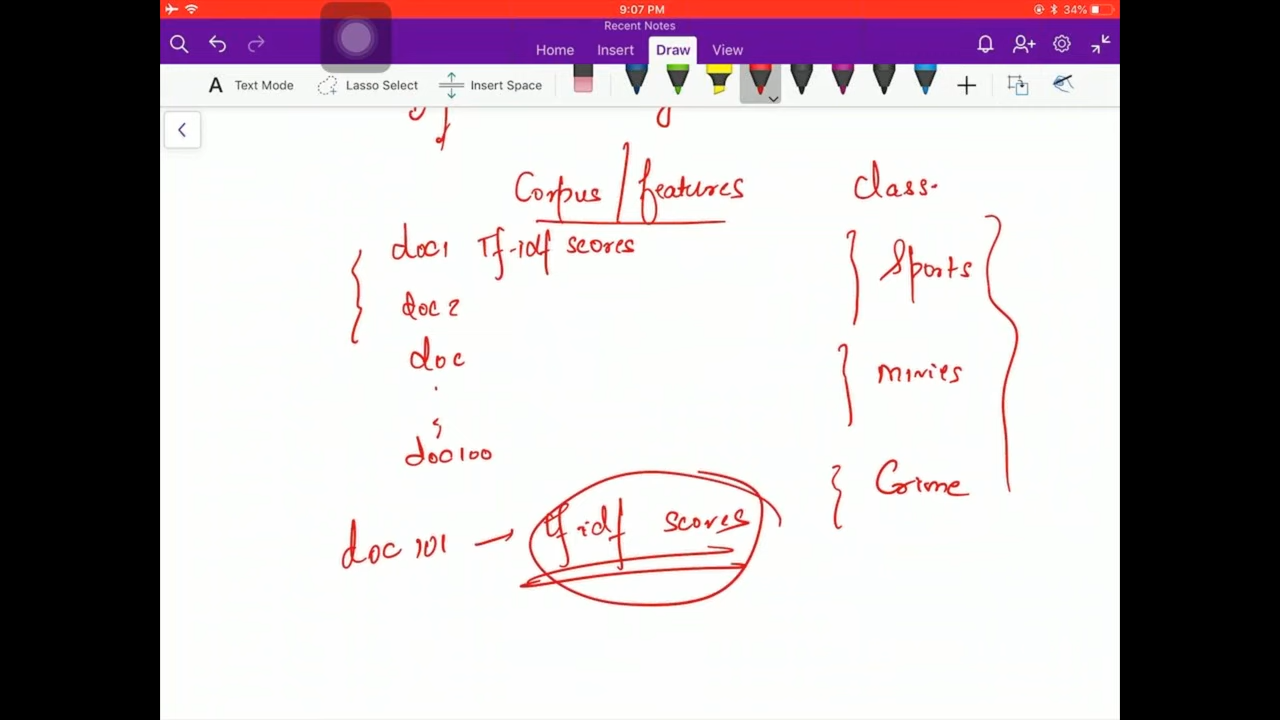 9:07 PM
34%
Recent Notes
Home Insert Draw View
A Text Mode Lasso Select Insert Space
Corpus / features class.
doc1 Tf-idf scores
Sports
doc 2
doc
Movies
doc100
Crime
doc 101 → Tf idf scores